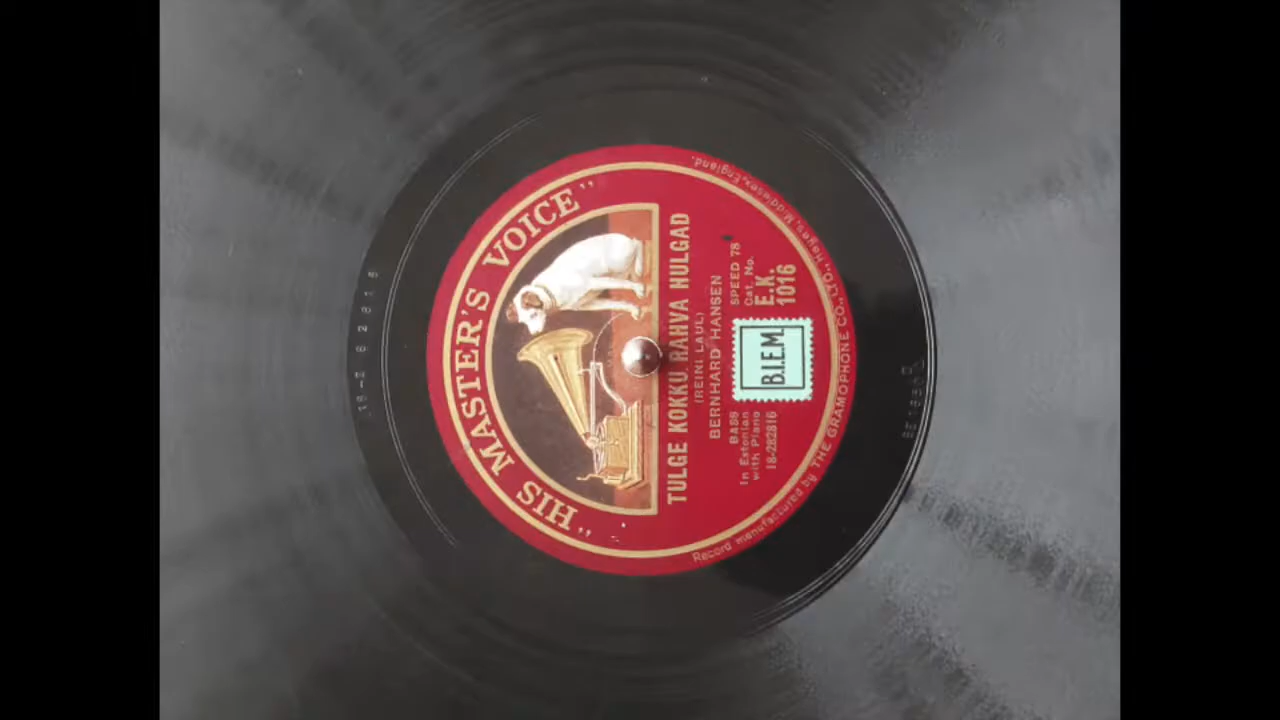 "HIS MASTER'S VOICE"
TULGE KOKKU RAHVA HULGAD
(REINI LAUL)
BERNHARD HANSEN
BASS
In Estonian
with Piano
18-282816
B.I.E.M.
SPEED 78
Cat. No.
E.K.
1016
Record manufactured by THE GRAMOPHONE CO., LTD., Hayes, Middlesex, England.